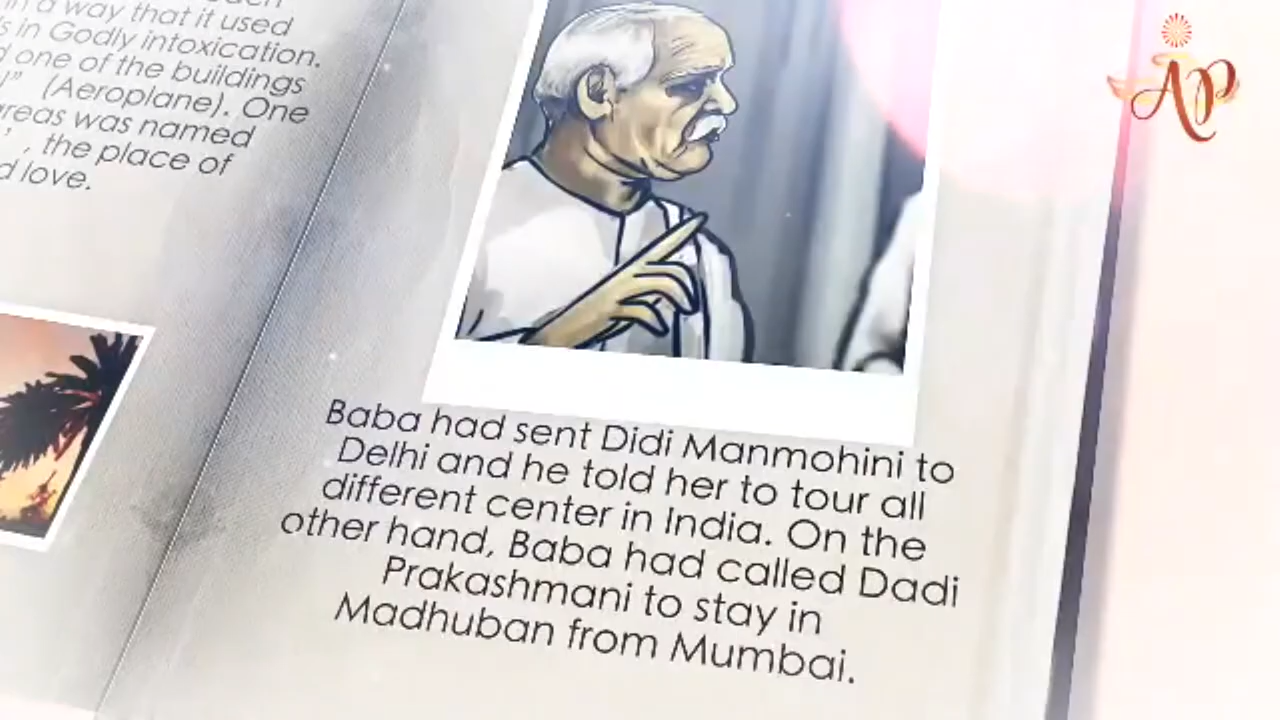 in a way that it used
in Godly intoxication.
one of the buildings
(Aeroplane). One
was named
, the place of
love.
Baba had sent Didi Manmohini to
Delhi and he told her to tour all
different center in India. On the
other hand, Baba had called Dadi
Prakashmani to stay in
Madhuban from Mumbai.
AP